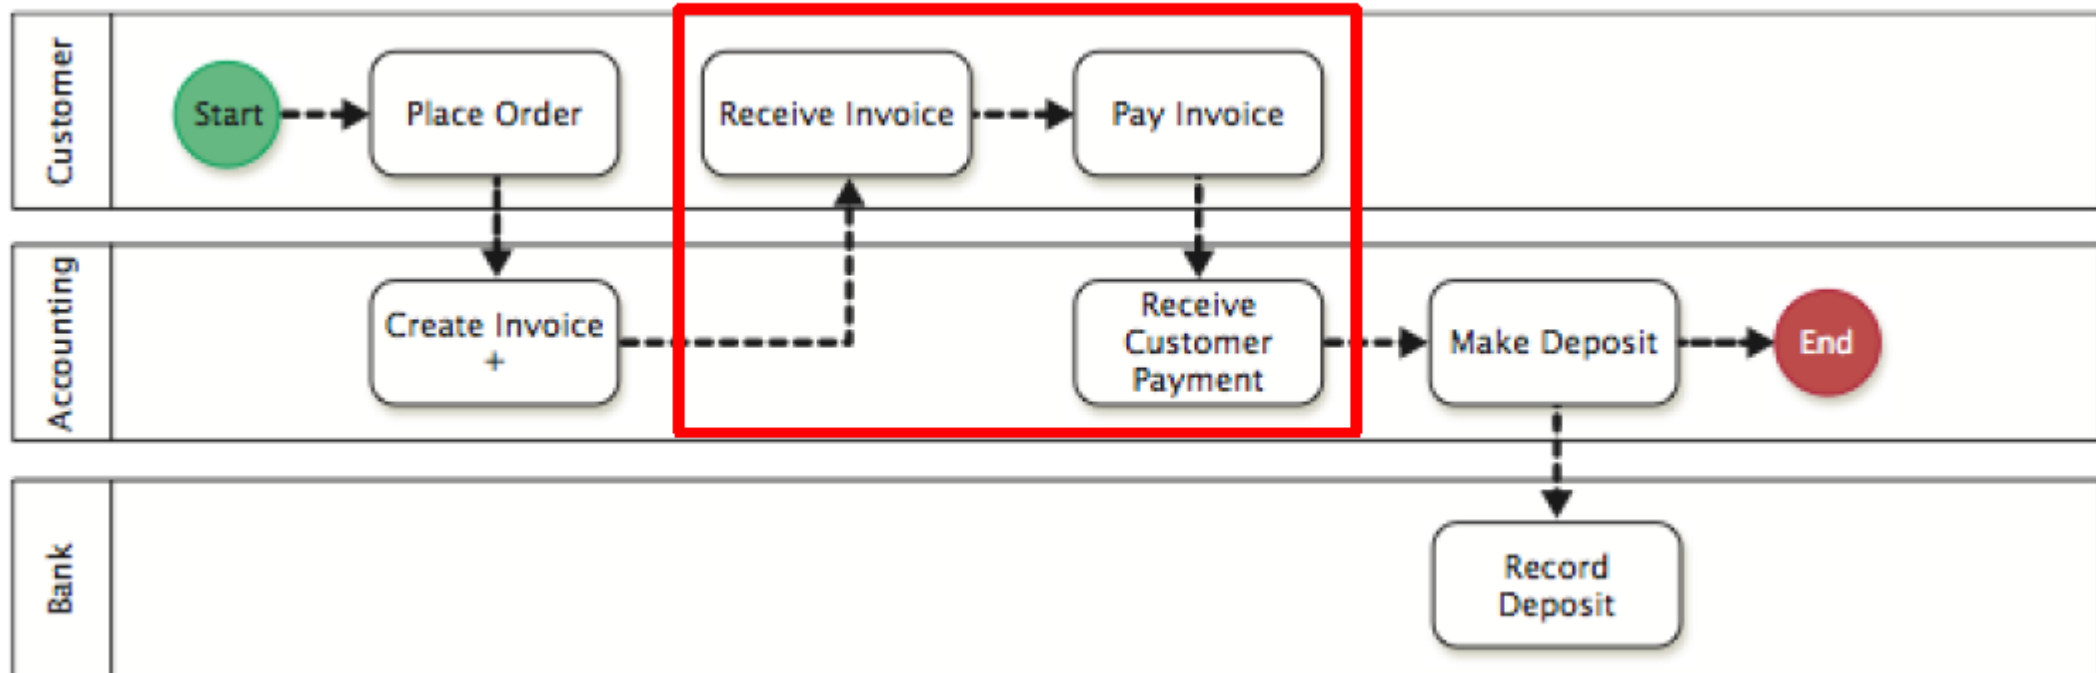 Customer
Start
Place Order
Receive Invoice
Pay Invoice
Accounting
Create Invoice
+
Receive
Customer
Payment
Make Deposit
End
Bank
Record
Deposit